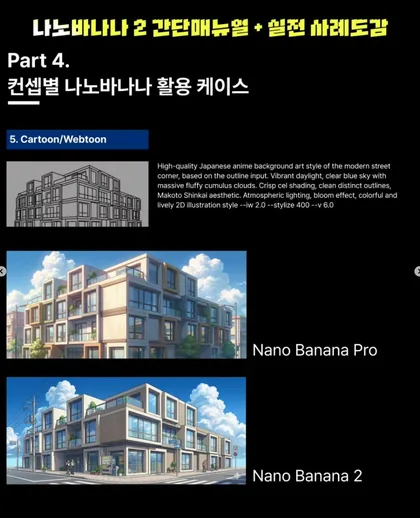 나노바나나 2 간단매뉴얼 + 실전 사례도감
Part 4.
컨셉별 나노바나나 활용 케이스
5. Cartoon/Webtoon
High-quality Japanese anime background art style of the modern street
corner, based on the outline input. Vibrant daylight, clear blue sky with
massive fluffy cumulus clouds. Crisp cel shading, clean distinct outlines,
Makoto Shinkai aesthetic. Atmospheric lighting, bloom effect, colorful and
lively 2D illustration style --iw 2.0 --stylize 400 --v 6.0
Nano Banana Pro
Nano Banana 2